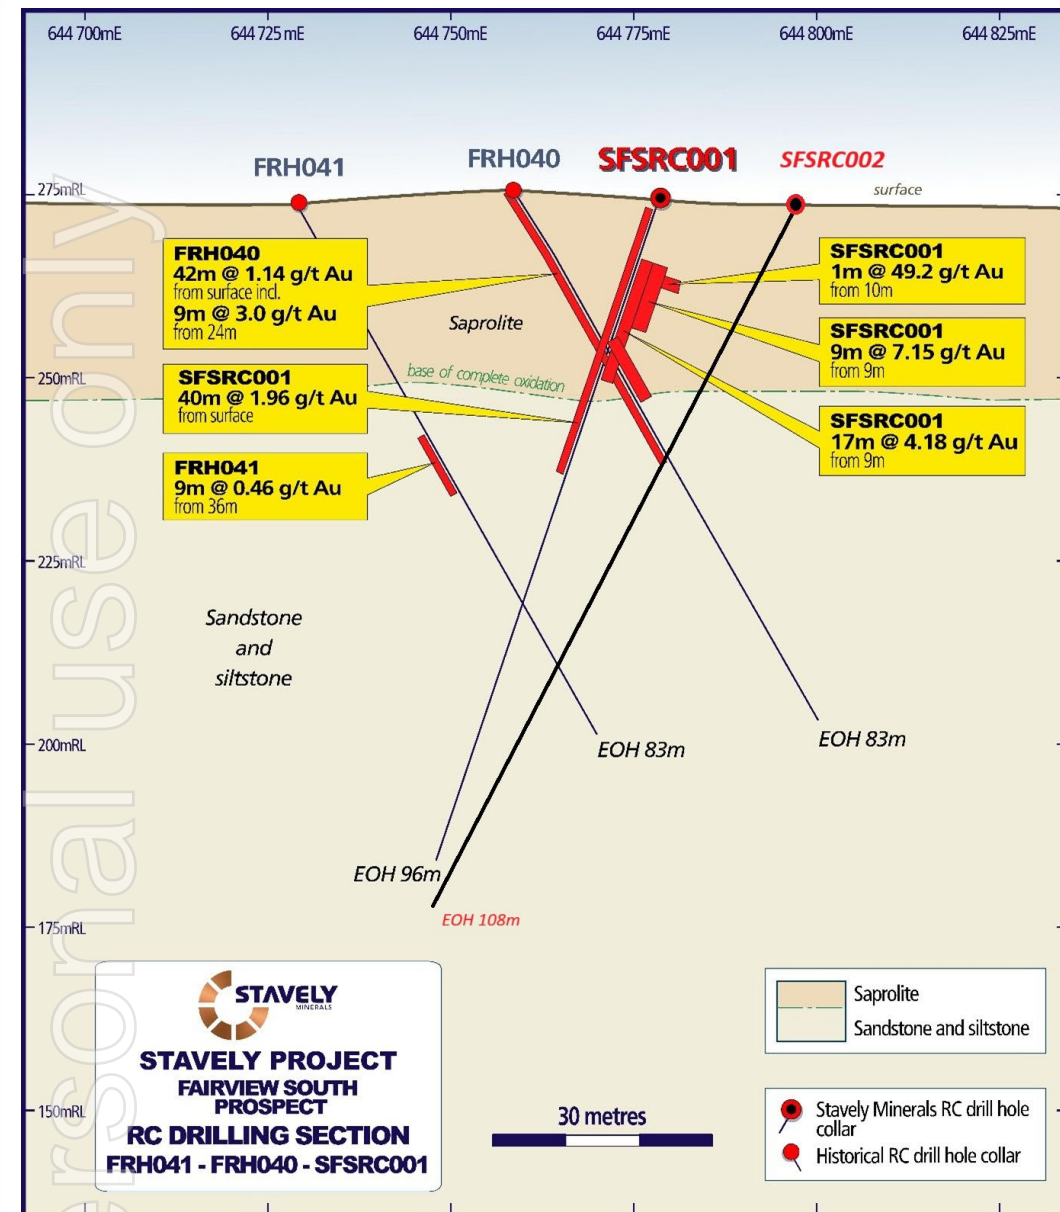 644 700mE 644 725mE 644 750mE 644 775mE 644 800mE 644 825mE
FRH041 FRH040 SFSRC001 SFSRC002
275mRL
surface
FRH040
42m @ 1.14 g/t Au
from surface incl.
9m @ 3.0 g/t Au
from 24m
SFSRC001
1m @ 49.2 g/t Au
from 10m
Saprolite
SFSRC001
9m @ 7.15 g/t Au
from 9m
250mRL
base of complete oxidation
SFSRC001
40m @ 1.96 g/t Au
from surface
SFSRC001
17m @ 4.18 g/t Au
from 9m
FRH041
9m @ 0.46 g/t Au
from 36m
225mRL
Sandstone
and
siltstone
200mRL
EOH 83m
EOH 83m
EOH 96m
EOH 108m
175mRL
STAVELY
MINERALS
STAVELY PROJECT
FAIRVIEW SOUTH
PROSPECT
RC DRILLING SECTION
FRH041 - FRH040 - SFSRC001
150mRL
30 metres
Saprolite
Sandstone and siltstone
Stavely Minerals RC drill hole
collar
Historical RC drill hole collar
ersonal use only